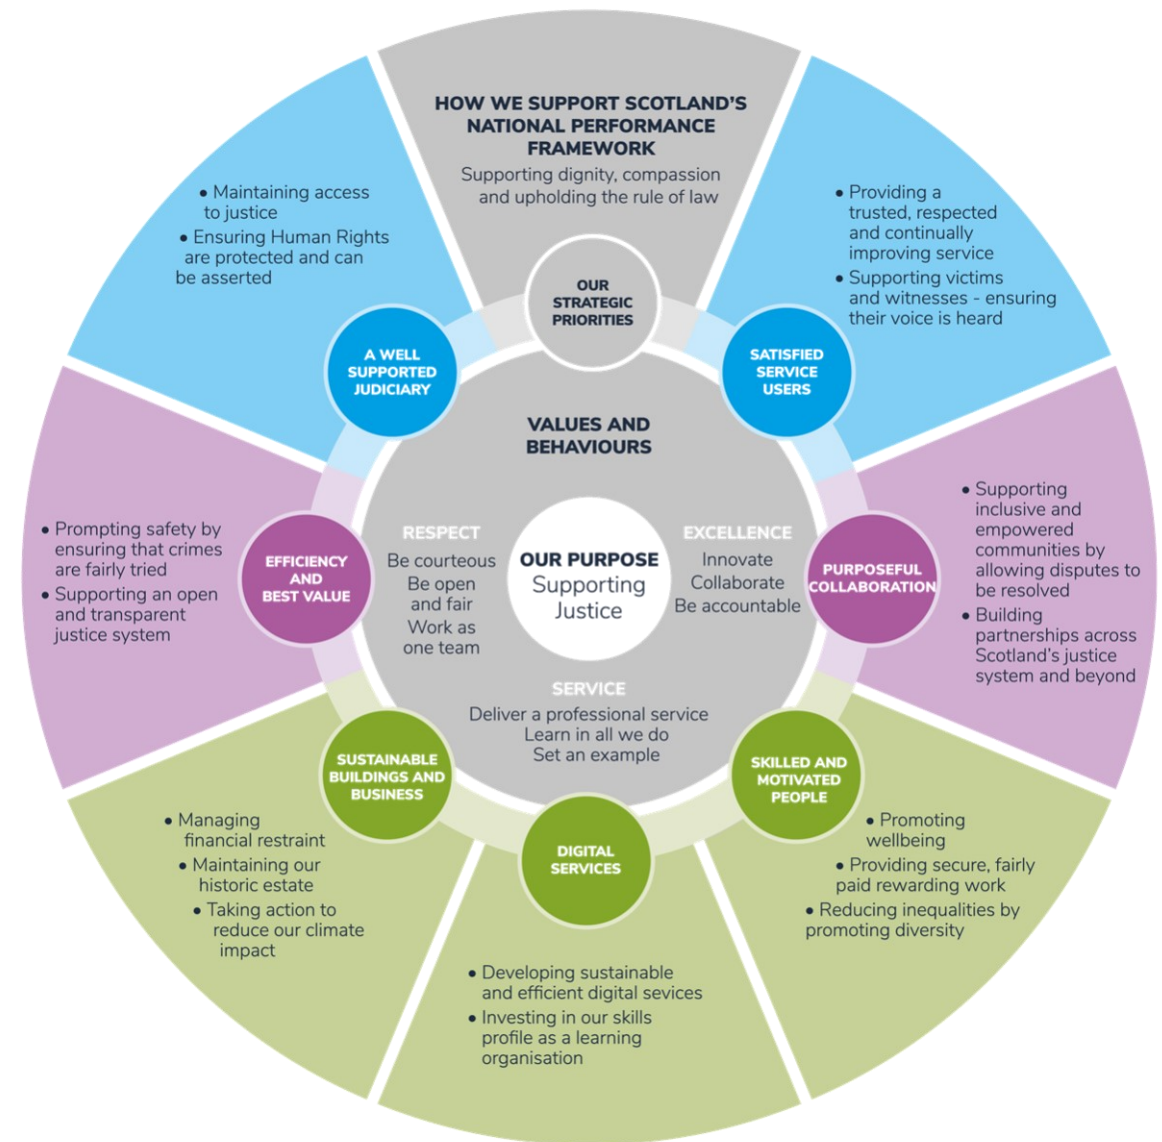 HOW WE SUPPORT SCOTLAND'S
NATIONAL PERFORMANCE
FRAMEWORK
Supporting dignity, compassion
and upholding the rule of law
OUR
STRATEGIC
PRIORITIES
• Providing a
trusted, respected
and continually
improving service
• Supporting victims
and witnesses - ensuring
their voice is heard
SATISFIED
SERVICE
USERS
• Supporting
inclusive and
empowered
communities by
allowing disputes to
be resolved
• Building
partnerships across
Scotland's justice
system and beyond
PURPOSEFUL
COLLABORATION
SKILLED AND
MOTIVATED
PEOPLE
• Promoting
wellbeing
• Providing secure, fairly
paid rewarding work
• Reducing inequalities by
promoting diversity
DIGITAL
SERVICES
• Developing sustainable
and efficient digital sevices
• Investing in our skills
profile as a learning
organisation
SUSTAINABLE
BUILDINGS AND
BUSINESS
• Managing
financial restraint
• Maintaining our
historic estate
• Taking action to
reduce our climate
impact
EFFICIENCY
AND
BEST VALUE
• Prompting safety by
ensuring that crimes
are fairly tried
• Supporting an open
and transparent
justice system
A WELL
SUPPORTED
JUDICIARY
• Maintaining access
to justice
• Ensuring Human Rights
are protected and can
be asserted
VALUES AND
BEHAVIOURS
RESPECT
Be courteous
Be open
and fair
Work as
one team
OUR PURPOSE
Supporting
Justice
EXCELLENCE
Innovate
Collaborate
Be accountable
SERVICE
Deliver a professional service
Learn in all we do
Set an example